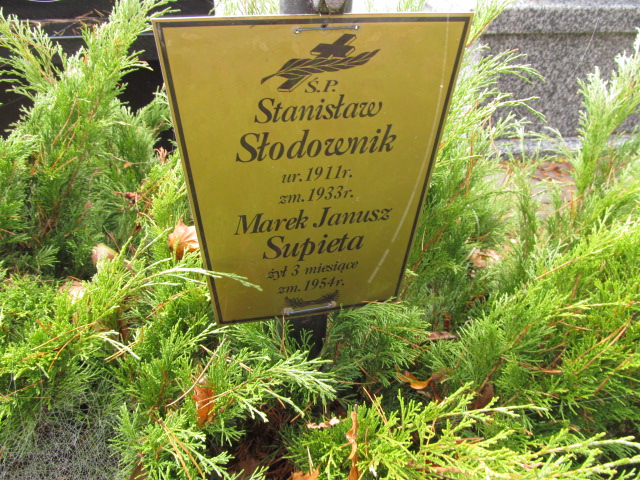 Ś.P.
Stanisław
Słodownik
ur. 1911r.
zm. 1933r.
Marek Janusz
Supieta
żył 3 miesiące
zm. 1954r.